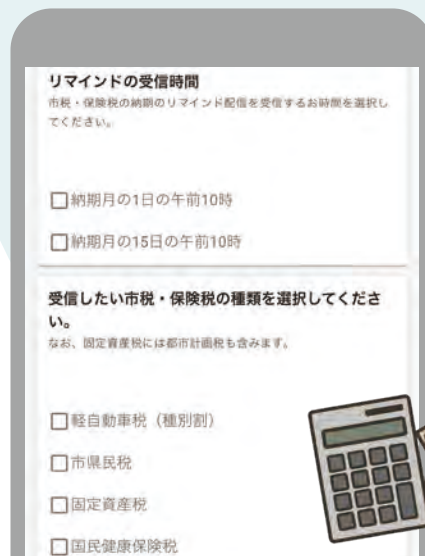 リマインドの受信時間
市税・保険税の納期のリマインド配信を受信するお時間を選択し
てください。
納期月の1日の午前10時
納期月の15日の午前10時
受信したい市税・保険税の種類を選択してくださ
い。
なお、固定資産税には都市計画税も含みます。
軽自動車税（種別割）
市県民税
固定資産税
国民健康保険税